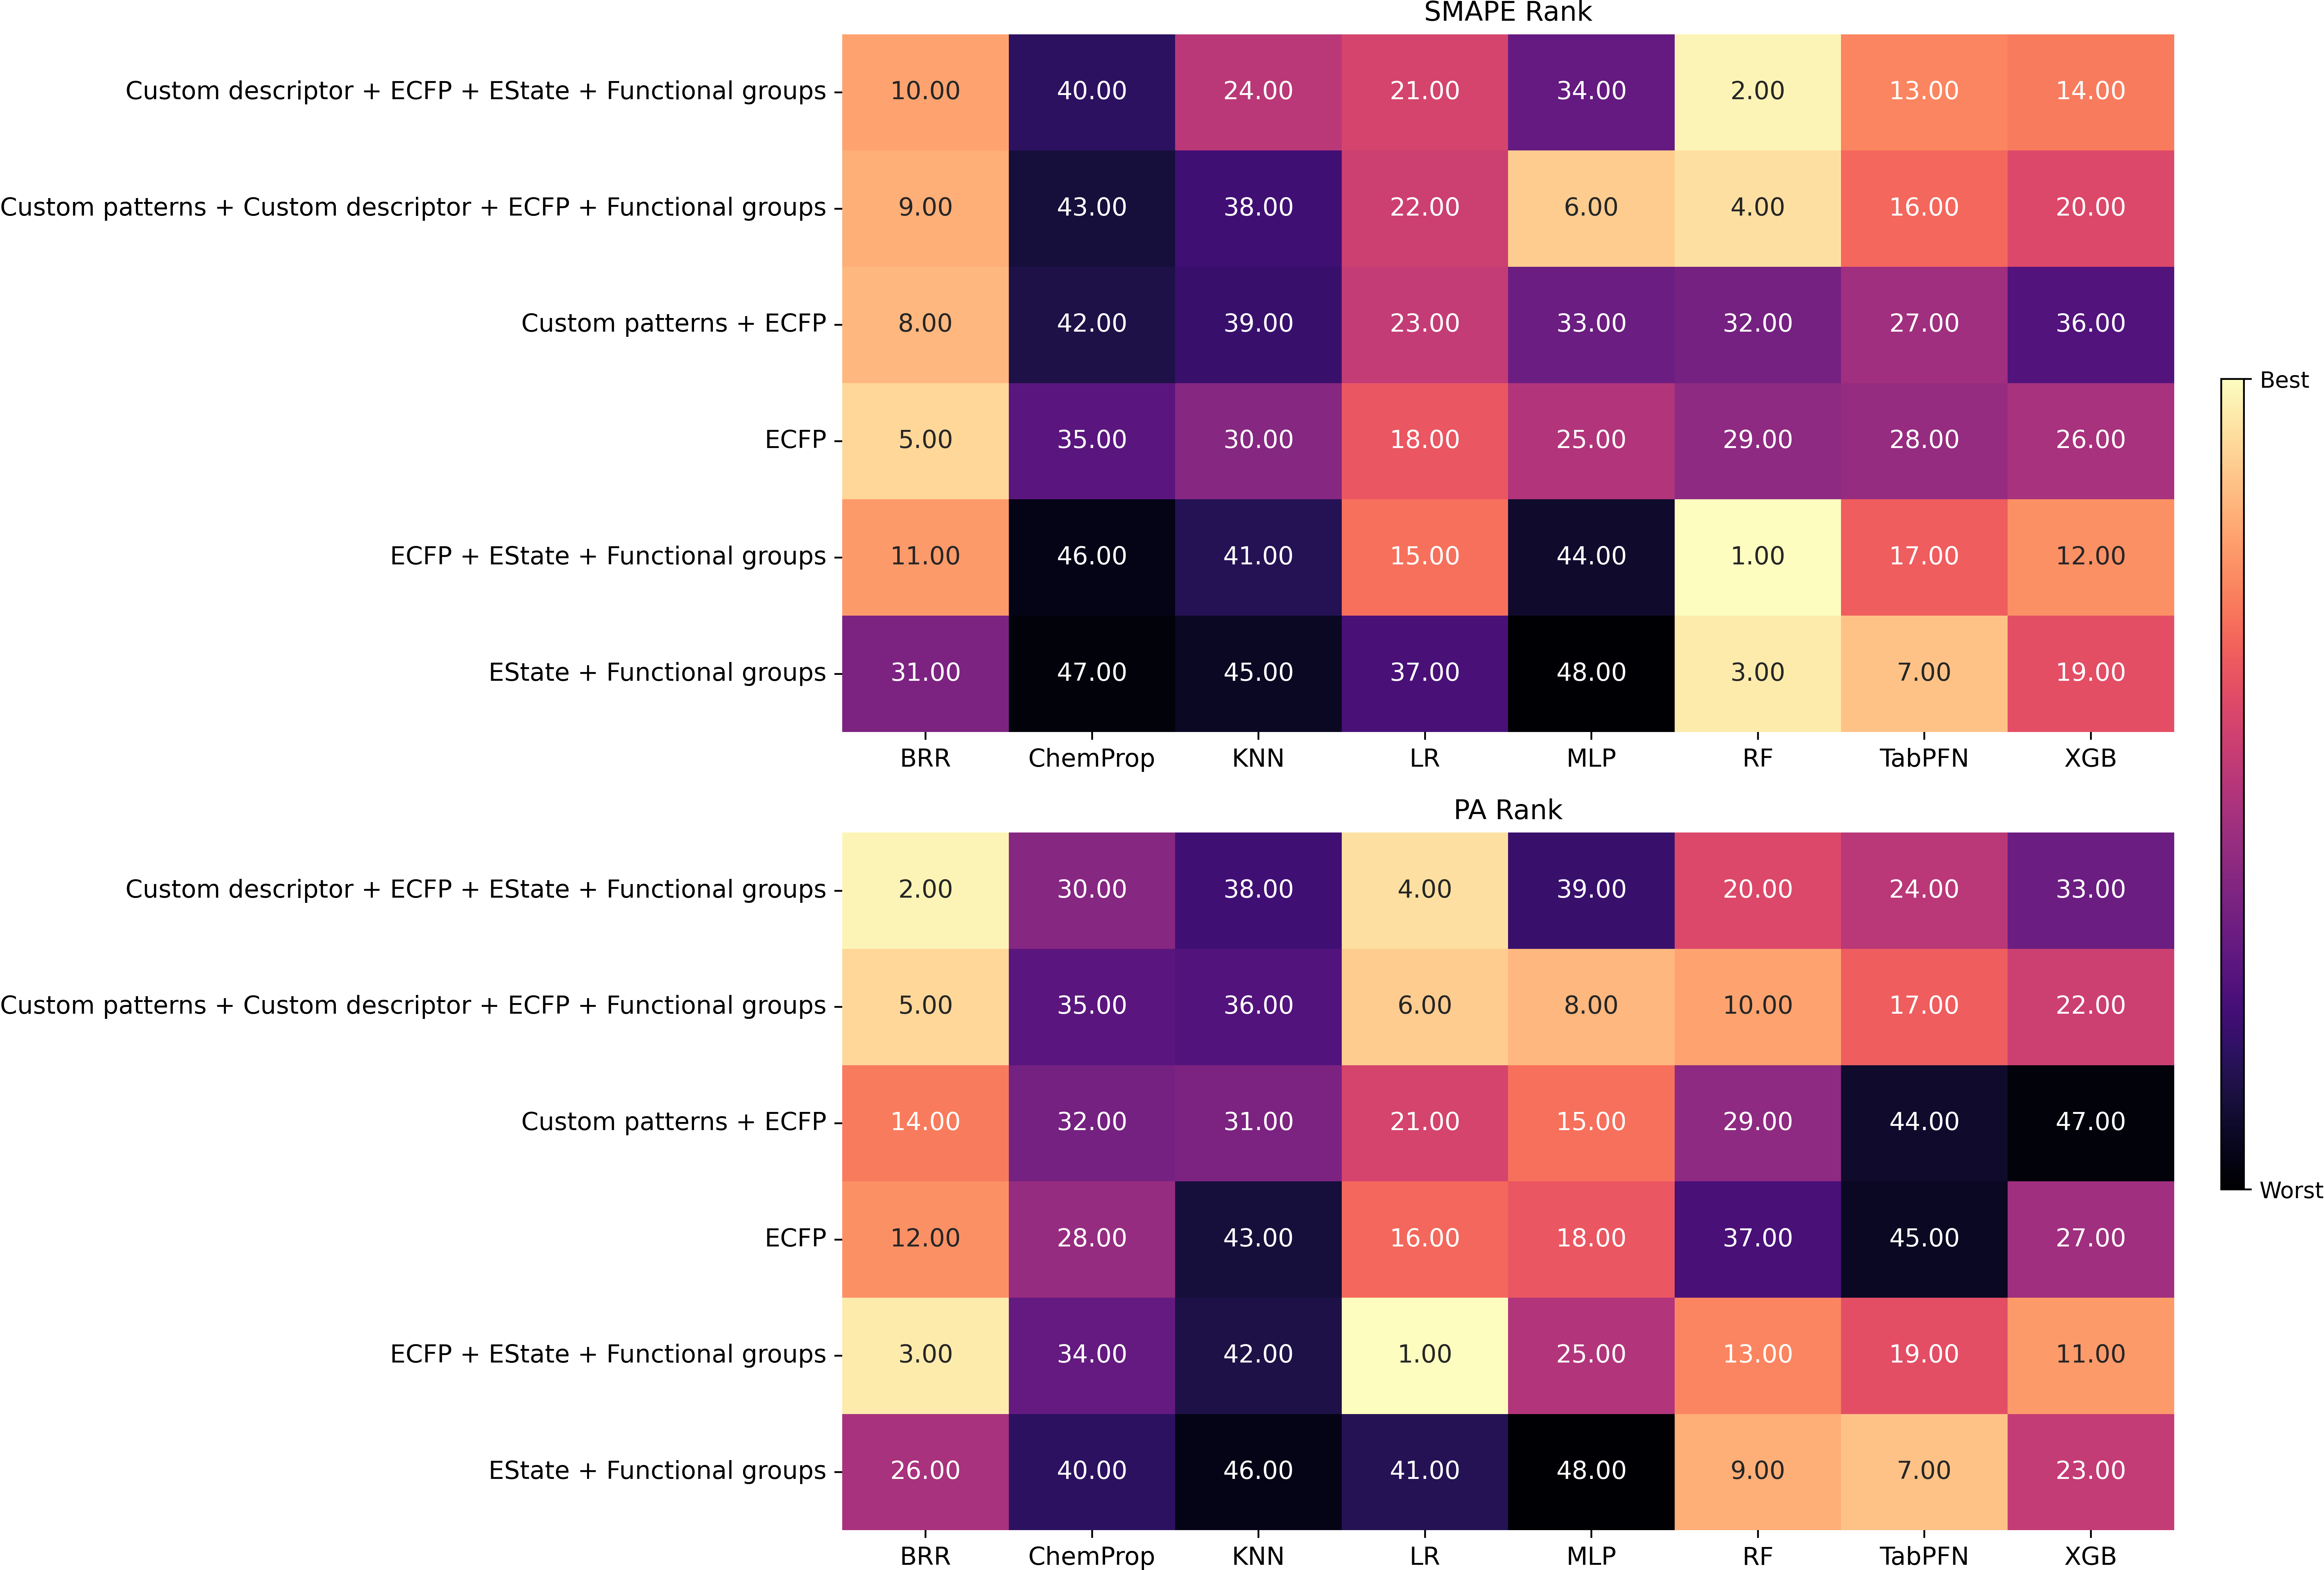 SMAPE Rank
Custom descriptor + ECFP + EState + Functional groups 10.00 40.00 24.00 21.00 34.00 2.00 13.00 14.00
Custom patterns + Custom descriptor + ECFP + Functional groups 9.00 43.00 38.00 22.00 6.00 4.00 16.00 20.00
Custom patterns + ECFP 8.00 42.00 39.00 23.00 33.00 32.00 27.00 36.00
ECFP 5.00 35.00 30.00 18.00 25.00 29.00 28.00 26.00
ECFP + EState + Functional groups 11.00 46.00 41.00 15.00 44.00 1.00 17.00 12.00
EState + Functional groups 31.00 47.00 45.00 37.00 48.00 3.00 7.00 19.00
BRR ChemProp KNN LR MLP RF TabPFN XGB
PA Rank
Custom descriptor + ECFP + EState + Functional groups 2.00 30.00 38.00 4.00 39.00 20.00 24.00 33.00
Custom patterns + Custom descriptor + ECFP + Functional groups 5.00 35.00 36.00 6.00 8.00 10.00 17.00 22.00
Custom patterns + ECFP 14.00 32.00 31.00 21.00 15.00 29.00 44.00 47.00
ECFP 12.00 28.00 43.00 16.00 18.00 37.00 45.00 27.00
ECFP + EState + Functional groups 3.00 34.00 42.00 1.00 25.00 13.00 19.00 11.00
EState + Functional groups 26.00 40.00 46.00 41.00 48.00 9.00 7.00 23.00
BRR ChemProp KNN LR MLP RF TabPFN XGB
Best
Worst